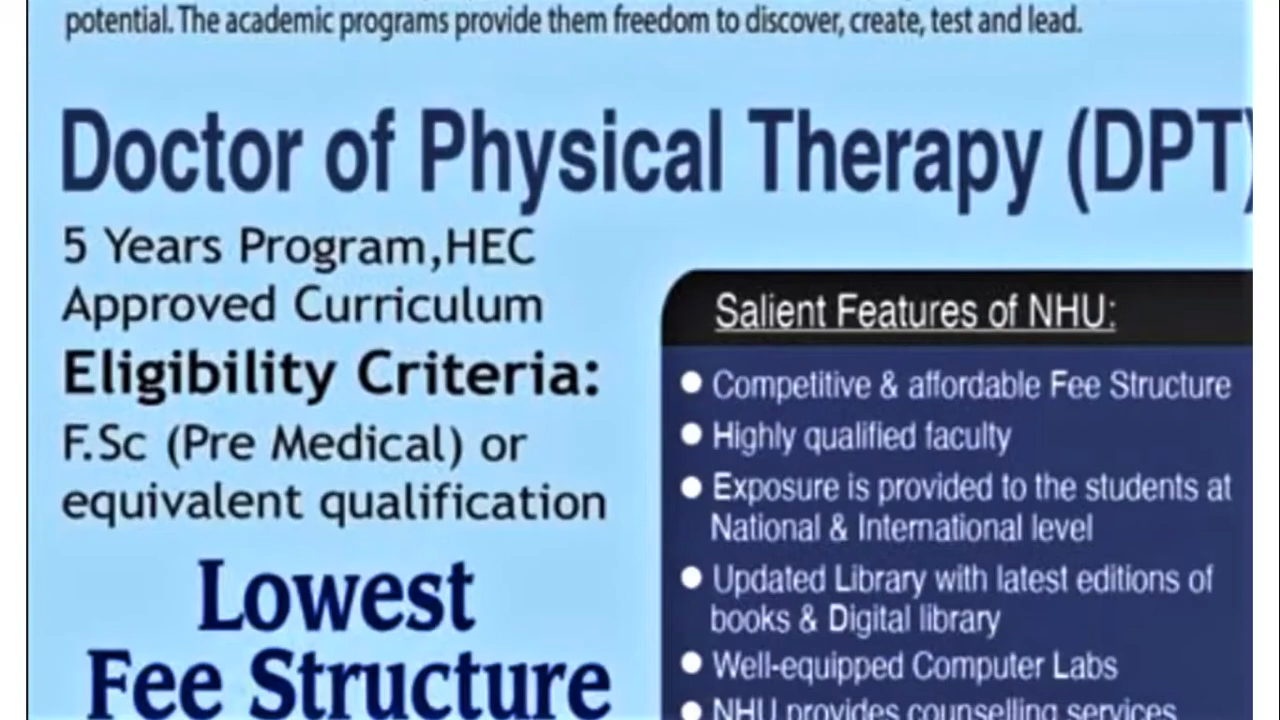 potential. The academic programs provide them freedom to discover, create, test and lead.
Doctor of Physical Therapy (DPT)
5 Years Program,HEC
Approved Curriculum
Eligibility Criteria:
F.Sc (Pre Medical) or
equivalent qualification
Lowest
Fee Structure
Salient Features of NHU:
● Competitive & affordable Fee Structure
● Highly qualified faculty
● Exposure is provided to the students at
National & International level
● Updated Library with latest editions of
books & Digital library
● Well-equipped Computer Labs
● NHU provides counselling services